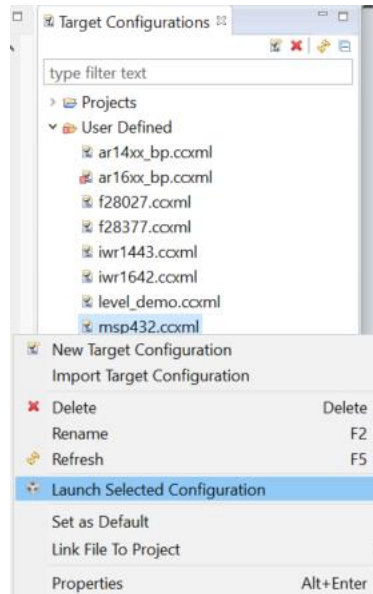 Target Configurations
type filter text
Projects
User Defined
ar14xx_bp.ccxml
ar16xx_bp.ccxml
f28027.ccxml
f28377.ccxml
iwr1443.ccxml
iwr1642.ccxml
level_demo.ccxml
msp432.ccxml
New Target Configuration
Import Target Configuration
Delete Delete
Rename F2
Refresh F5
Launch Selected Configuration
Set as Default
Link File To Project
Properties Alt+Enter